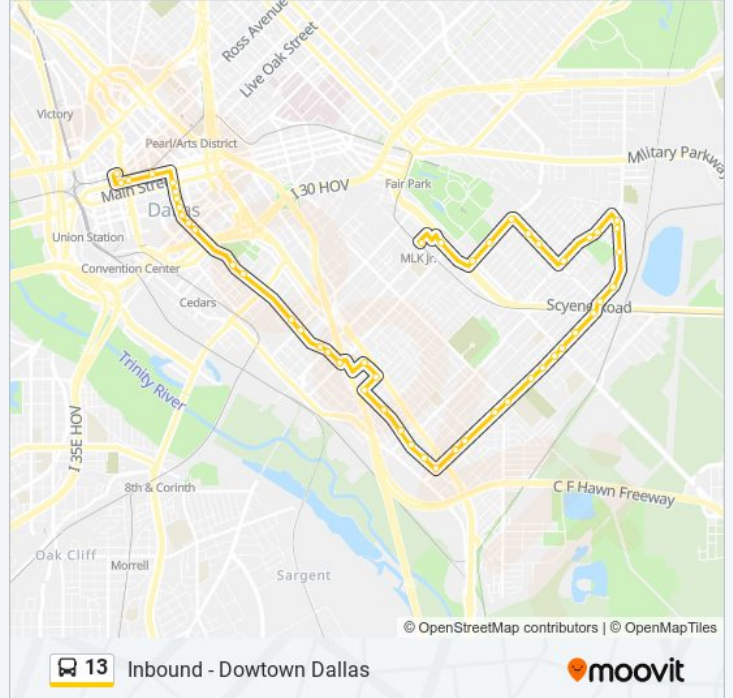 Ross Avenue
Live Oak Street
Victory
Pearl/Arts District
Military Parkway
I 30 HOV
Fair Park
Main Street
Dallas
Union Station
MLK Jr.
Convention Center
Cedars
Scyene Road
Trinity River
I 35E HOV
8th & Corinth
C F Hawn Freeway
Oak Cliff
Morrell
Sargent
© OpenStreetMap contributors | © OpenMapTiles
13 Inbound - Dowtown Dallas
moovit